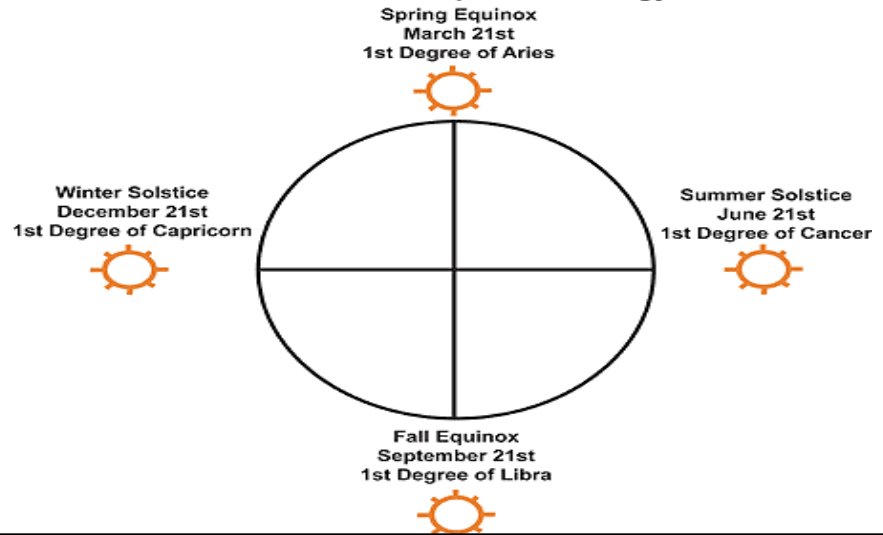 Spring Equinox
March 21st
1st Degree of Aries
Winter Solstice
December 21st
1st Degree of Capricorn
Summer Solstice
June 21st
1st Degree of Cancer
Fall Equinox
September 21st
1st Degree of Libra